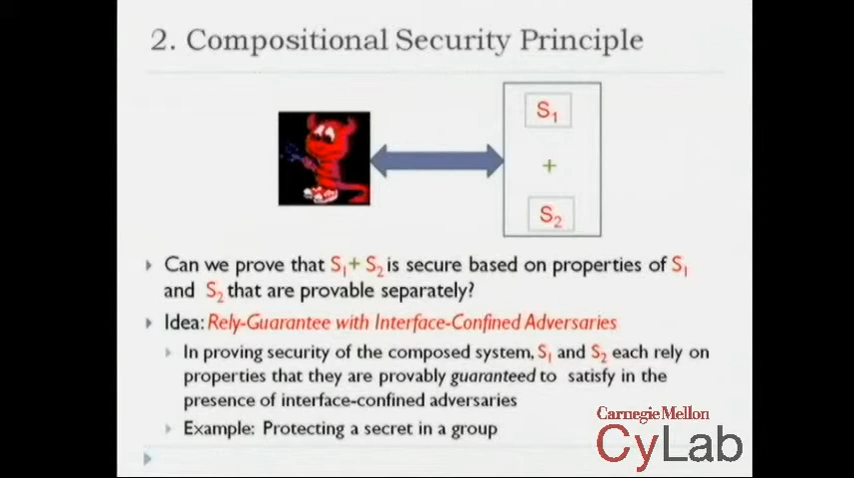 2. Compositional Security Principle
S1
+
S2
Can we prove that S1+ S2 is secure based on properties of S1
and S2 that are provable separately?
Idea: Rely-Guarantee with Interface-Confined Adversaries
In proving security of the composed system, S1 and S2 each rely on
properties that they are provably guaranteed to satisfy in the
presence of interface-confined adversaries
Example: Protecting a secret in a group
Carnegie Mellon
CyLab